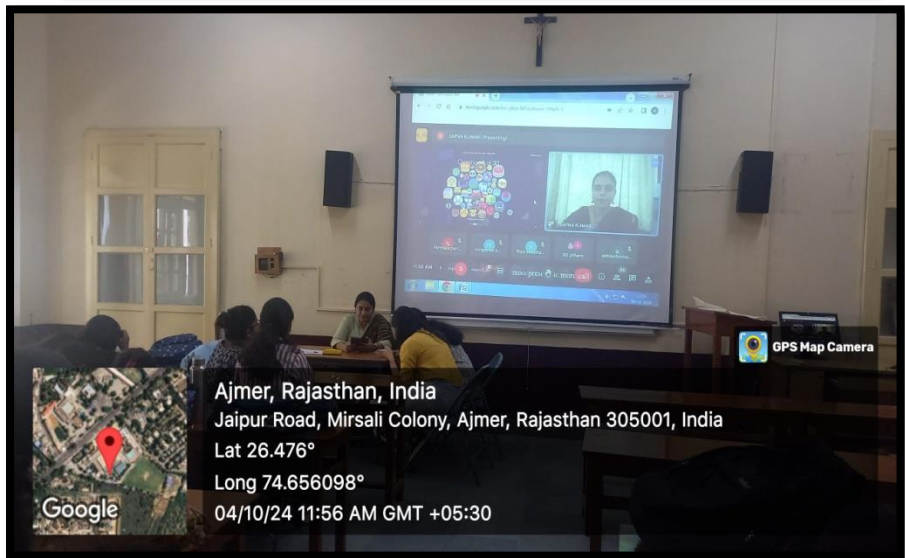 GPS Map Camera
Ajmer, Rajasthan, India
Jaipur Road, Mirsali Colony, Ajmer, Rajasthan 305001, India
Lat 26.476°
Long 74.656098°
04/10/24 11:56 AM GMT +05:30
Google